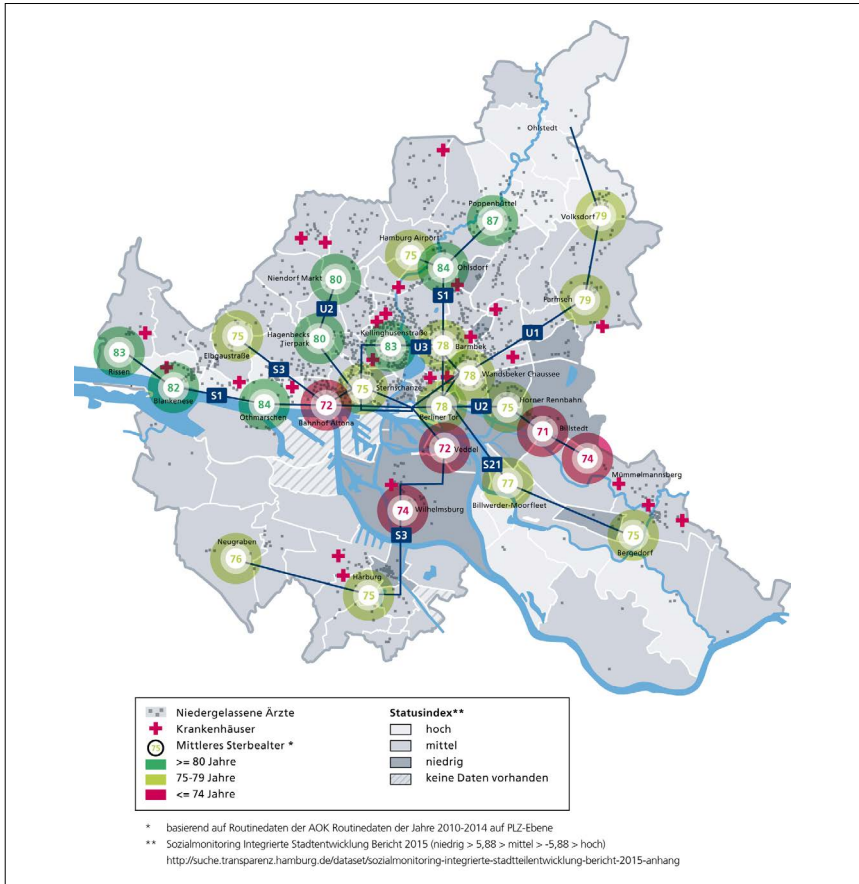 Ohlstedt
Poppenbüttel
87
Volksdorf
79
Hamburg Airport
75
Ohlsdorf
84
Niendorf Markt
80
S1
Farmsen
79
U2
Kellinghusenstraße
83
U3
78
Barmbek
U1
Hagenbecks
Tierpark
80
Elbgaustraße
75
83
Rissen
S3
Wandsbeker Chaussee
78
82
Blankenese
S1
84
Othmarschen
72
Bahnhof Altona
75
Sternschanze
78
Berliner Tor
U2
Horner Rennbahn
75
71
Billstedt
74
Mümmelmannsberg
72
Veddel
S21
77
Billwerder-Moorfleet
74
Wilhelmsburg
S3
75
Bergedorf
Neugraben
76
Harburg
75
Niedergelassene Ärzte
Krankenhäuser
75
Mittleres Sterbealter *
>= 80 Jahre
75-79 Jahre
<= 74 Jahre
Statusindex**
hoch
mittel
niedrig
keine Daten vorhanden
* basierend auf Routinedaten der AOK Routinedaten der Jahre 2010-2014 auf PLZ-Ebene
** Sozialmonitoring Integrierte Stadtentwicklung Bericht 2015 (niedrig > 5,88 > mittel > -5,88 > hoch)
http://suche.transparenz.hamburg.de/dataset/sozialmonitoring-integrierte-stadtteilentwicklung-bericht-2015-anhang